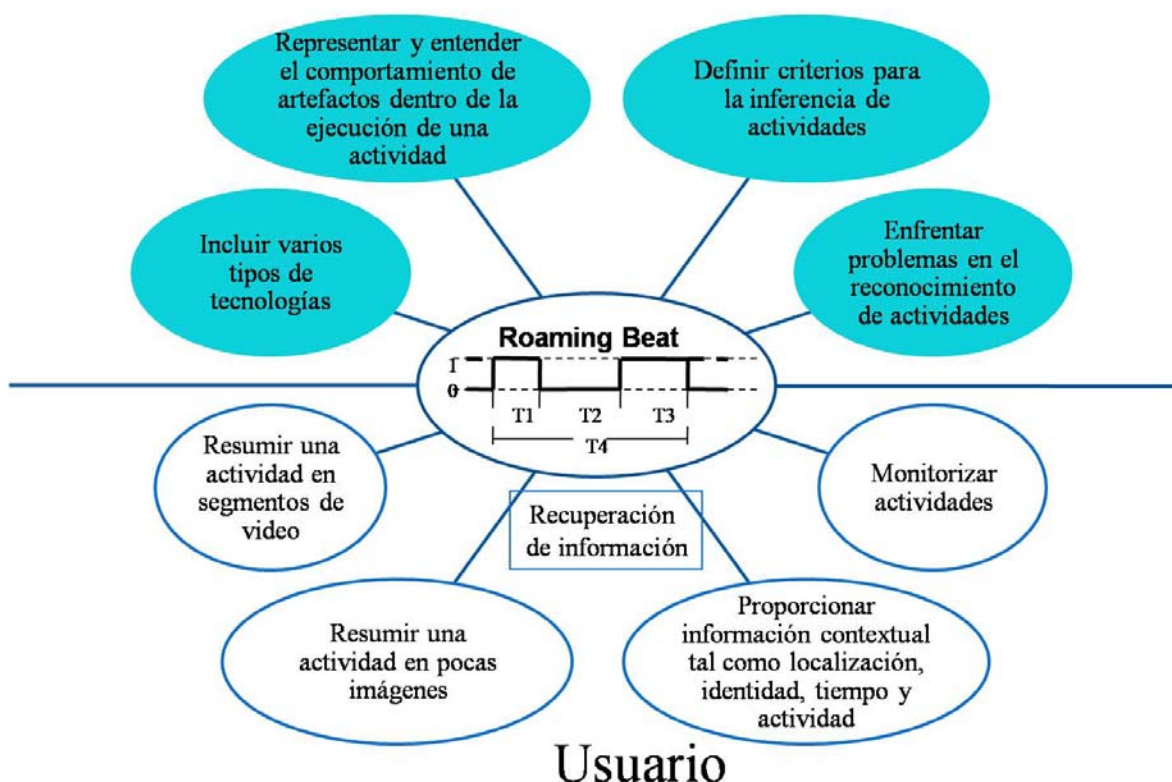 Representar y entender
el comportamiento de
artefactos dentro de la
ejecución de una
actividad
Definir criterios para
la inferencia de
actividades
Incluir varios
tipos de
tecnologías
Enfrentar
problemas en el
reconocimiento
de actividades
Roaming Beat
1
0
T1 T2 T3
T4
Resumir una
actividad en
segmentos de
video
Monitorizar
actividades
Recuperación
de información
Resumir una
actividad en pocas
imágenes
Proporcionar
información contextual
tal como localización,
identidad, tiempo y
actividad
Usuario